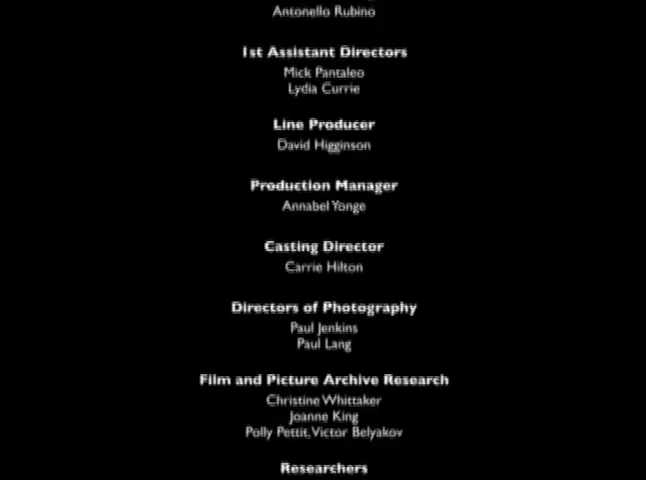 Antonello Rubino
1st Assistant Directors
Mick Pantaleo
Lydia Currie
Line Producer
David Higginson
Production Manager
Annabel Yonge
Casting Director
Carrie Hilton
Directors of Photography
Paul Jenkins
Paul Lang
Film and Picture Archive Research
Christine Whittaker
Joanne King
Polly Pettit, Victor Belyakov
Researchers